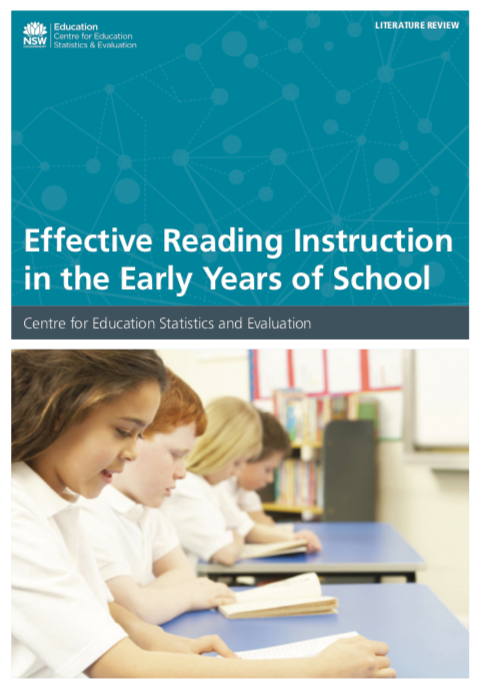 LITERATURE REVIEW
NSW
GOVERNMENT
Education
Centre for Education
Statistics & Evaluation
Effective Reading Instruction
in the Early Years of School
Centre for Education Statistics and Evaluation